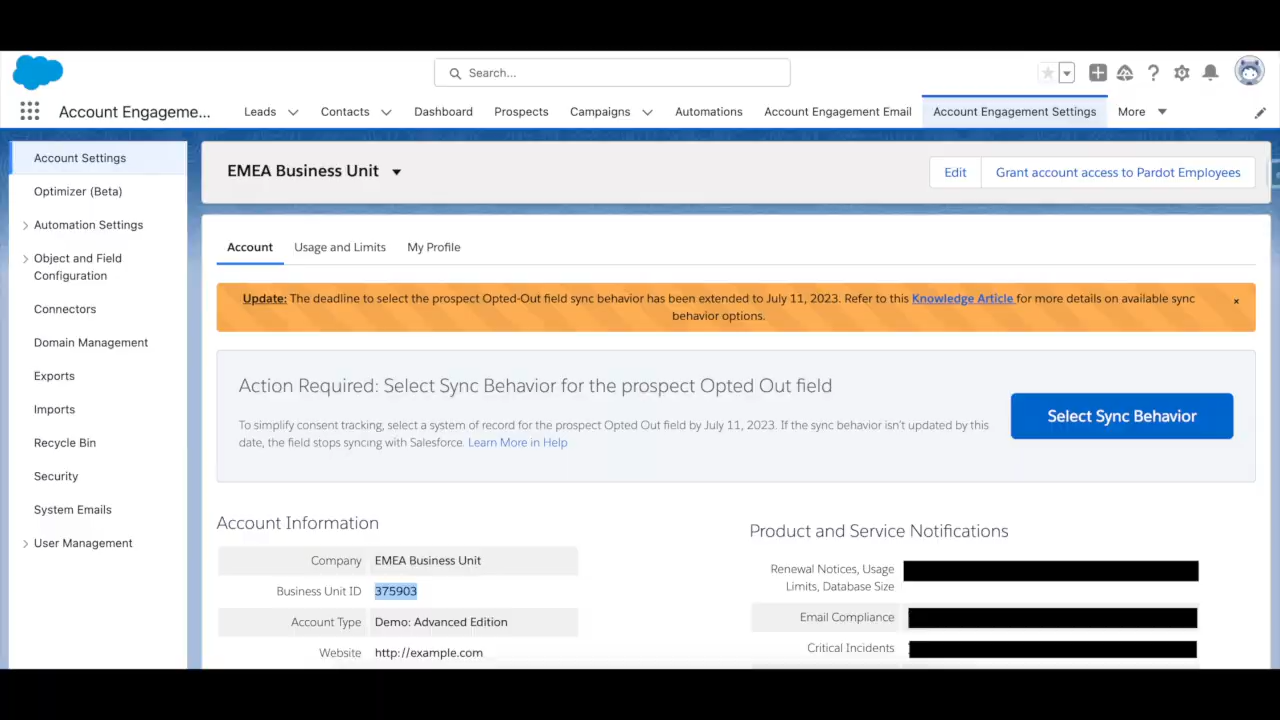 Search...
Account Engageme...
Leads
Contacts
Dashboard
Prospects
Campaigns
Automations
Account Engagement Email
Account Engagement Settings
More
Account Settings
Optimizer (Beta)
Automation Settings
Object and Field
Configuration
Connectors
Domain Management
Exports
Imports
Recycle Bin
Security
System Emails
User Management
EMEA Business Unit
Edit
Grant account access to Pardot Employees
Account
Usage and Limits
My Profile
Update: The deadline to select the prospect Opted-Out field sync behavior has been extended to July 11, 2023. Refer to this Knowledge Article for more details on available sync
behavior options.
×
Action Required: Select Sync Behavior for the prospect Opted Out field
To simplify consent tracking, select a system of record for the prospect Opted Out field by July 11, 2023. If the sync behavior isn't updated by this
date, the field stops syncing with Salesforce. Learn More in Help
Select Sync Behavior
Account Information
Company EMEA Business Unit
Business Unit ID 375903
Account Type Demo: Advanced Edition
Website http://example.com
Product and Service Notifications
Renewal Notices, Usage
Limits, Database Size
Email Compliance
Critical Incidents